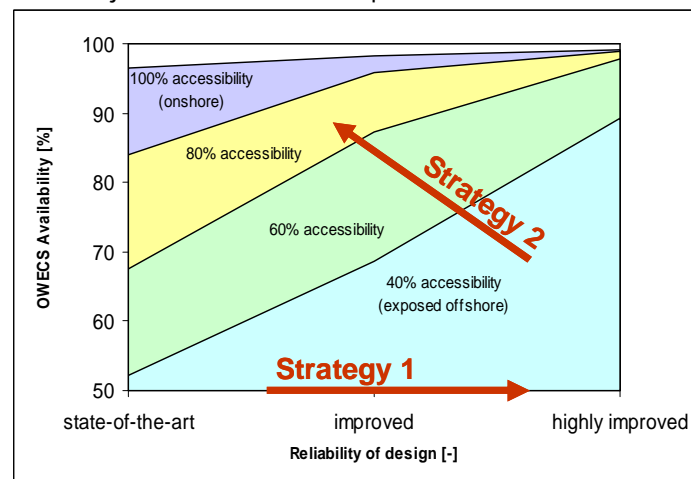 100
90
80
70
60
50
OWECS Availability [%]
100% accessibility
(onshore)
80% accessibility
60% accessibility
40% accessibility
(exposed offshore)
Strategy 2
Strategy 1
state-of-the-art
improved
highly improved
Reliability of design [-]